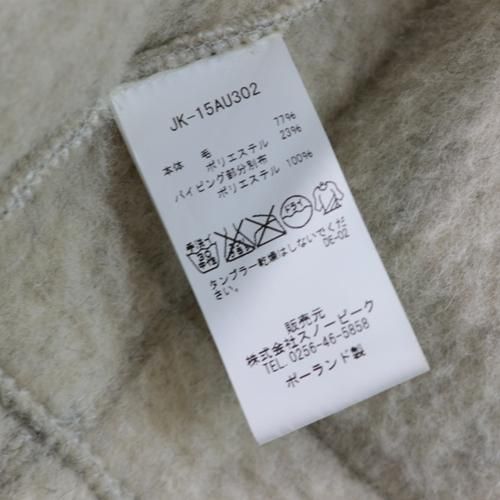 JK-15AU302
本体 毛 77%
ポリエステル 23%
パイピング部分別布
ポリエステル 100%
手洗イ 30 中性 ドライ
タンブラー乾燥はしないでくだ
さい。 DE-02
販売元
株式会社スノーピーク
TEL. 0256-46-5858
ポーランド製